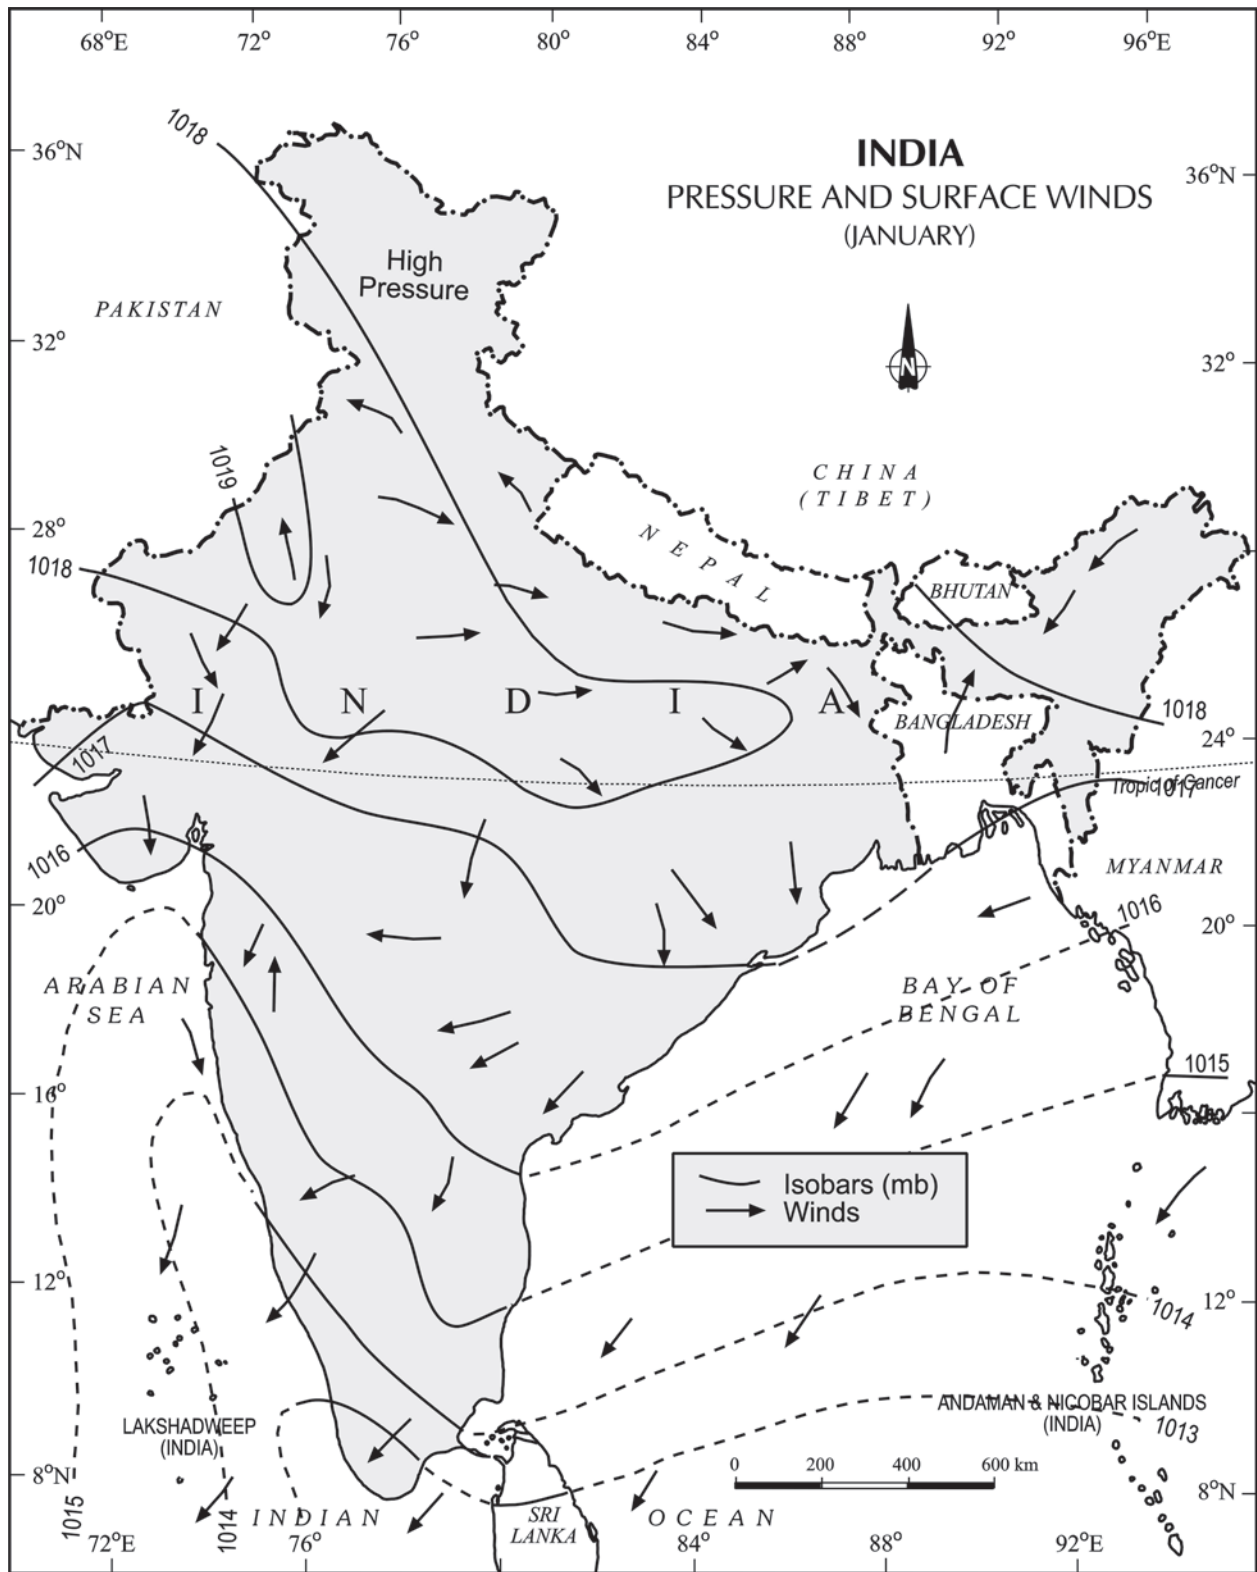 68°E 72° 76° 80° 84° 88° 92° 96°E
1018
INDIA
PRESSURE AND SURFACE WINDS
(JANUARY)
36°N
36°N
High
Pressure
PAKISTAN
32°
32°
N
1019
CHINA
(TIBET)
28°
NEPAL
1018
BHUTAN
INDIA
BANGLADESH
1018
24°
1017
Tropic of Cancer
1017
1016
MYANMAR
20°
1016
20°
ARABIAN
SEA
BAY OF
BENGAL
1015
16°
Isobars (mb)
Winds
12°
12°
1014
LAKSHADWEEP
(INDIA)
ANDAMAN & NICOBAR ISLANDS
(INDIA)
1013
0 200 400 600 km
8°N
8°N
1015
1014
INDIAN
SRI
LANKA
OCEAN
72°E 76° 84° 88° 92°E